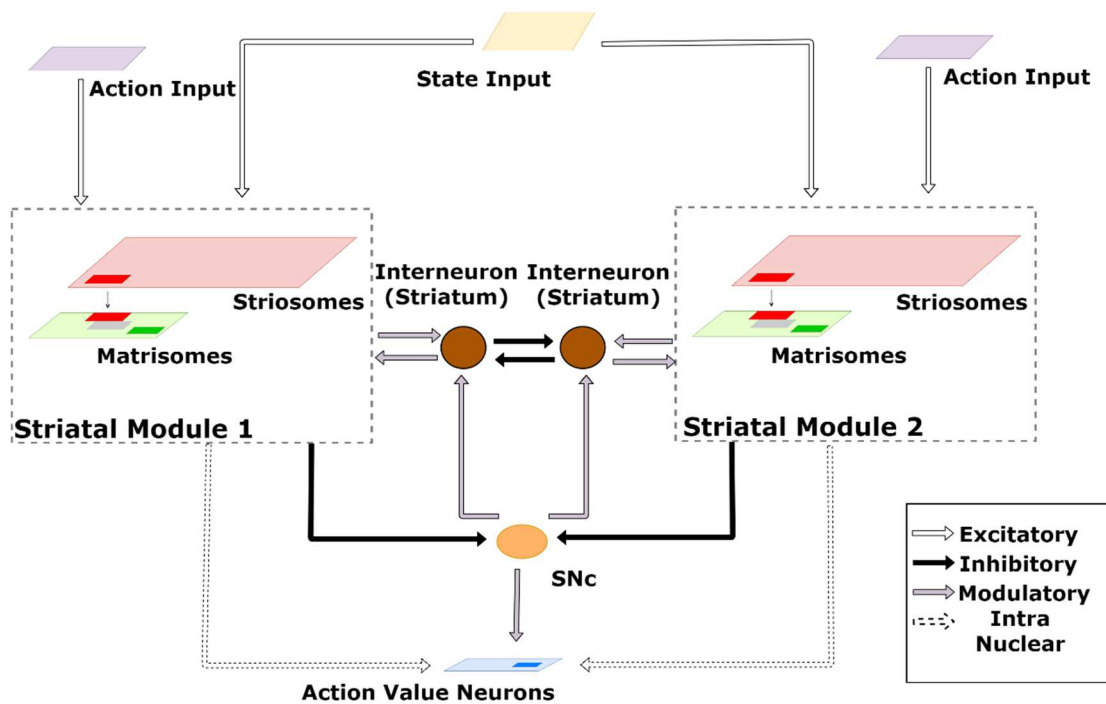 State Input
Action Input
Action Input
Interneuron
(Striatum)
Interneuron
(Striatum)
Striosomes
Matrisomes
Striatal Module 1
Striosomes
Matrisomes
Striatal Module 2
SNc
Action Value Neurons
Excitatory
Inhibitory
Modulatory
Intra
Nuclear